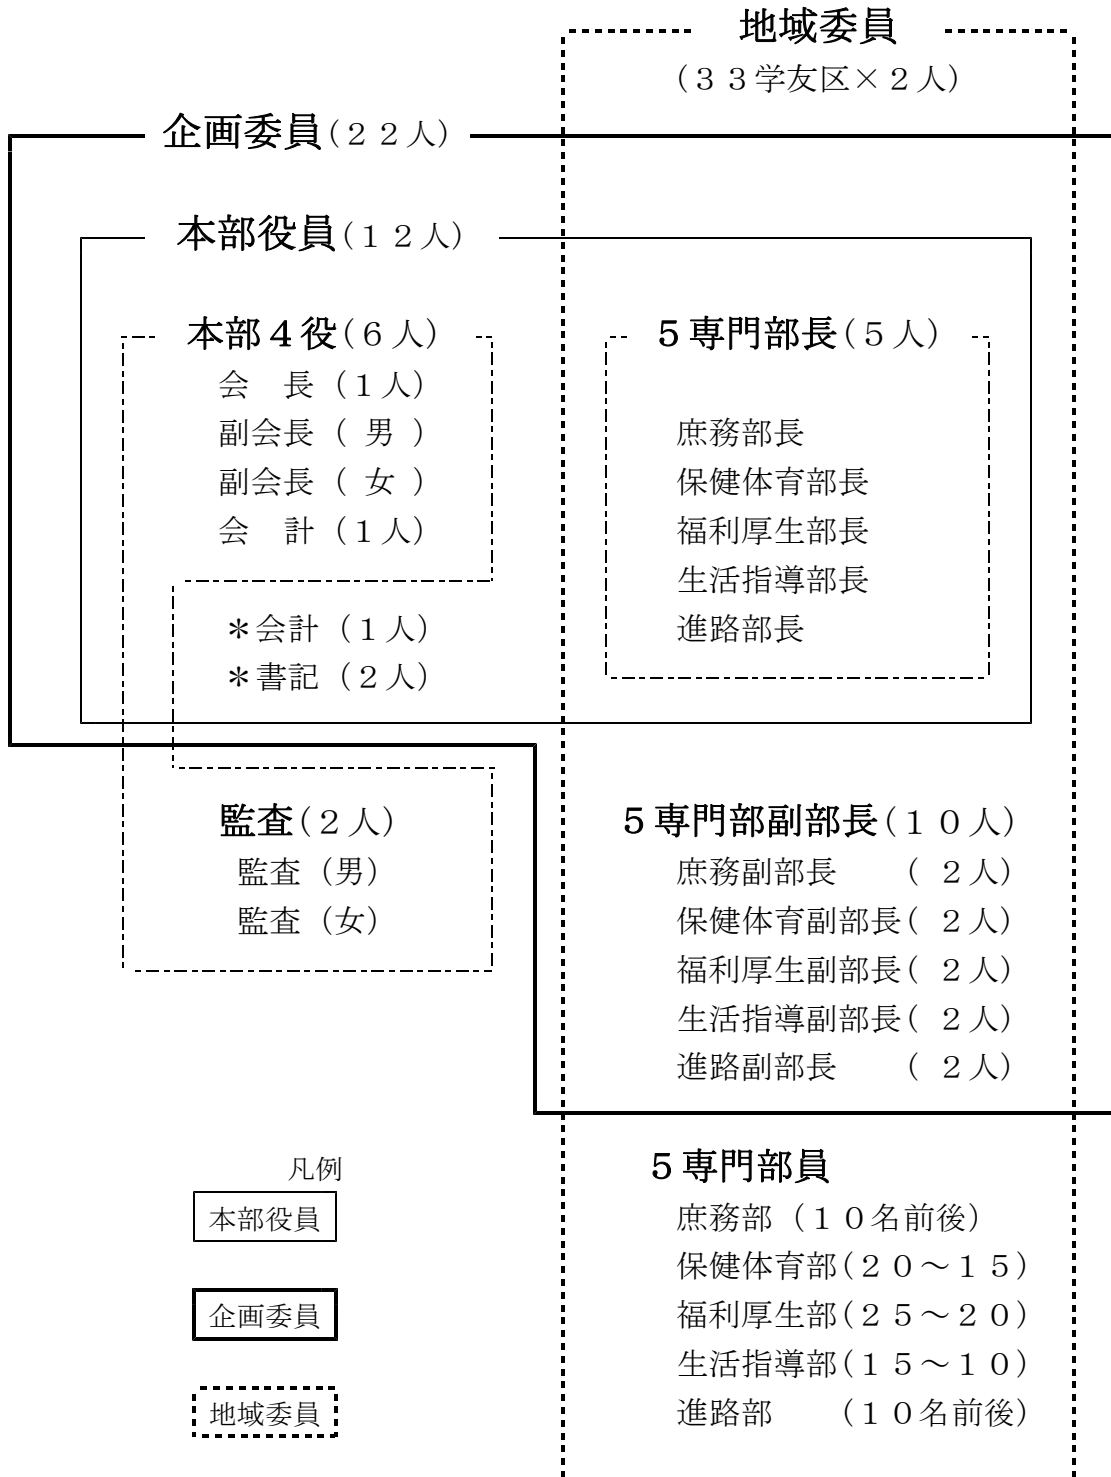 地域委員
（３３学友区×２人）
企画委員（２２人）
本部役員（１２人）
本部４役（６人）
会　長（１人）
副会長（ 男 ）
副会長（ 女 ）
会　計（１人）
＊会計（１人）
＊書記（２人）
５専門部長（５人）
庶務部長
保健体育部長
福利厚生部長
生活指導部長
進路部長
監査（２人）
監査（男）
監査（女）
５専門部副部長（１０人）
庶務副部長　　（ ２人）
保健体育副部長（ ２人）
福利厚生副部長（ ２人）
生活指導副部長（ ２人）
進路副部長　　（ ２人）
５専門部員
庶務部（１０名前後）
保健体育部（２０～１５）
福利厚生部（２５～２０）
生活指導部（１５～１０）
進路部　　（１０名前後）
凡例
本部役員
企画委員
地域委員